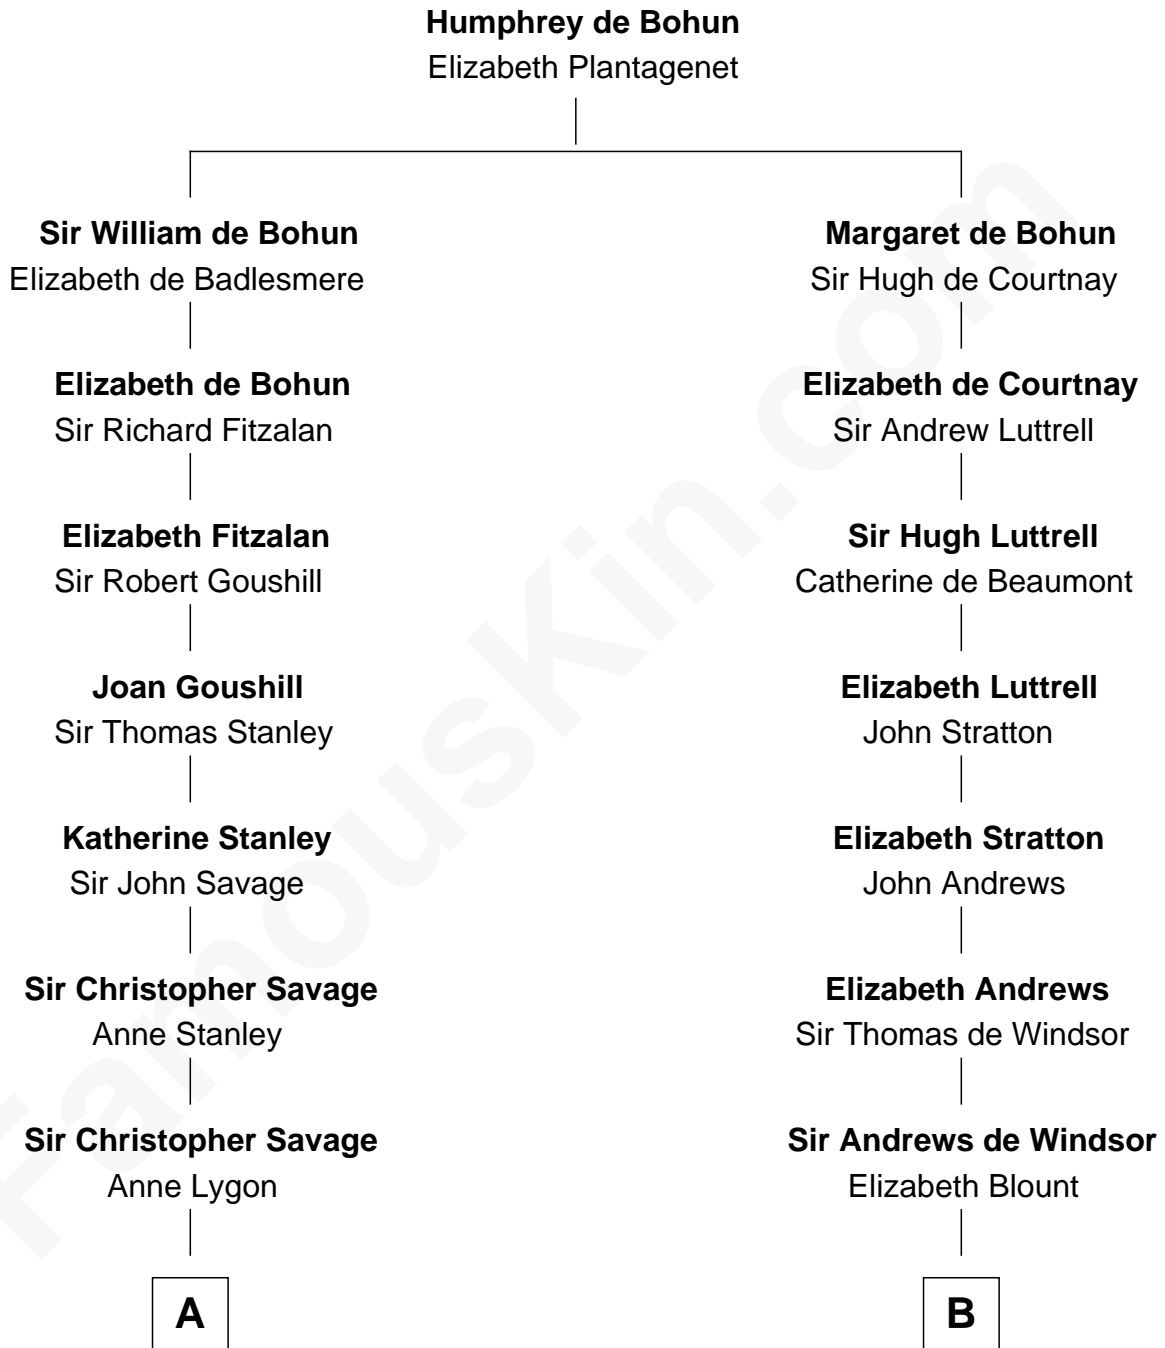 Humphrey de Bohun
Elizabeth Plantagenet
Sir William de Bohun
Elizabeth de Badlesmere
Margaret de Bohun
Sir Hugh de Courtnay
Elizabeth de Bohun
Sir Richard Fitzalan
Elizabeth de Courtnay
Sir Andrew Luttrell
Elizabeth Fitzalan
Sir Robert Goushill
Sir Hugh Luttrell
Catherine de Beaumont
Joan Goushill
Sir Thomas Stanley
Elizabeth Luttrell
John Stratton
Katherine Stanley
Sir John Savage
Elizabeth Stratton
John Andrews
Sir Christopher Savage
Anne Stanley
Elizabeth Andrews
Sir Thomas de Windsor
Sir Christopher Savage
Anne Lygon
Sir Andrews de Windsor
Elizabeth Blount
A
B
FamousKin.com